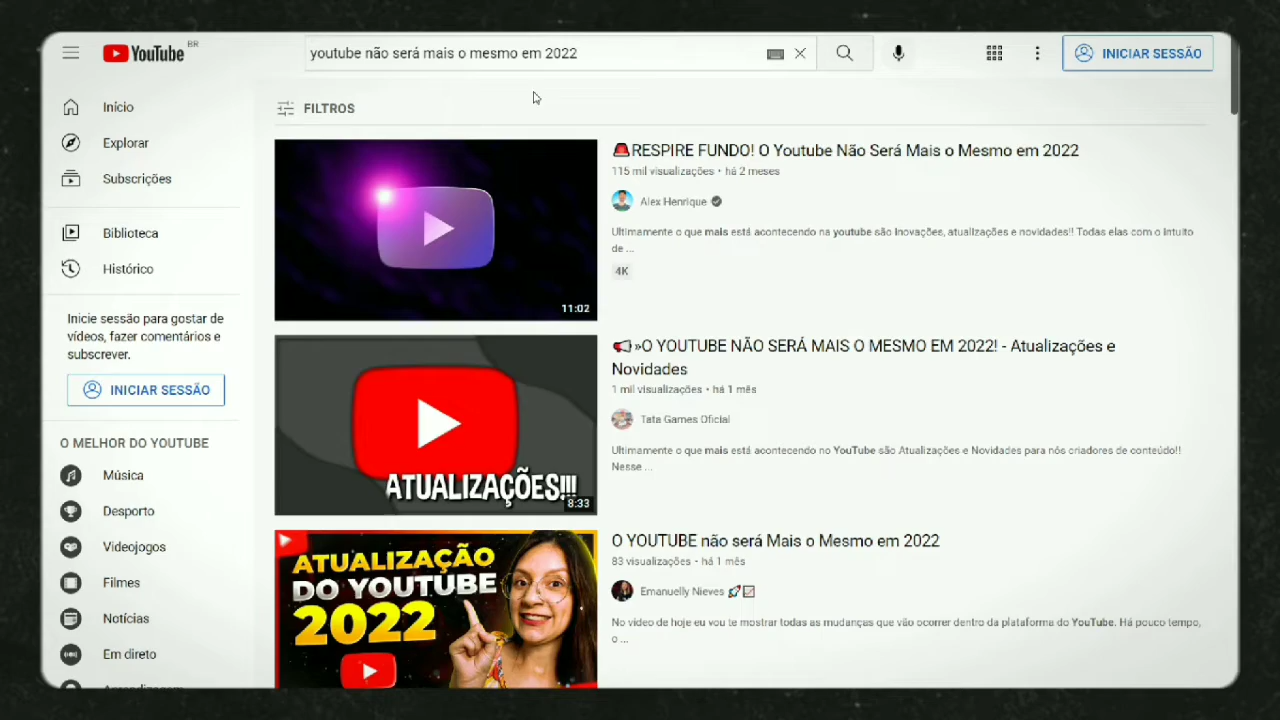 YouTube BR
youtube não será mais o mesmo em 2022
INICIAR SESSÃO
Início
Explorar
Subscrições
Biblioteca
Histórico
Inicie sessão para gostar de
vídeos, fazer comentários e
subscrever.
INICIAR SESSÃO
O MELHOR DO YOUTUBE
Música
Desporto
Videojogos
Filmes
Notícias
Em direto
Aprendizagem
FILTROS
11:02
🚨RESPIRE FUNDO! O Youtube Não Será Mais o Mesmo em 2022
115 mil visualizações • há 2 meses
Alex Henrique
Ultimamente o que mais está acontecendo na youtube são Inovações, atualizações e novidades!! Todas elas com o intuito
de ...
4K
ATUALIZAÇÕES!!!
8:33
📢»O YOUTUBE NÃO SERÁ MAIS O MESMO EM 2022! - Atualizações e
Novidades
1 mil visualizações • há 1 mês
Tata Games Oficial
Ultimamente o que mais está acontecendo no YouTube são Atualizações e Novidades para nós criadores de conteúdo!!
Nesse ...
ATUALIZAÇÃO
DO YOUTUBE
2022
O YOUTUBE não será Mais o Mesmo em 2022
83 visualizações • há 1 mês
Emanuelly Nieves 🚀📈
No vídeo de hoje eu vou te mostrar todas as mudanças que vão ocorrer dentro da plataforma do YouTube. Há pouco tempo,
o ...